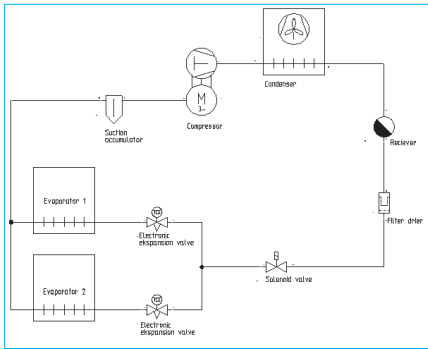 Condenser
M
3~
Compressor
Suction
accumulator
Reciever
Evaporator 1
Filter drier
Electronic
ekspansion valve
Solenoid valve
Evaporator 2
Electronic
ekspansion valve